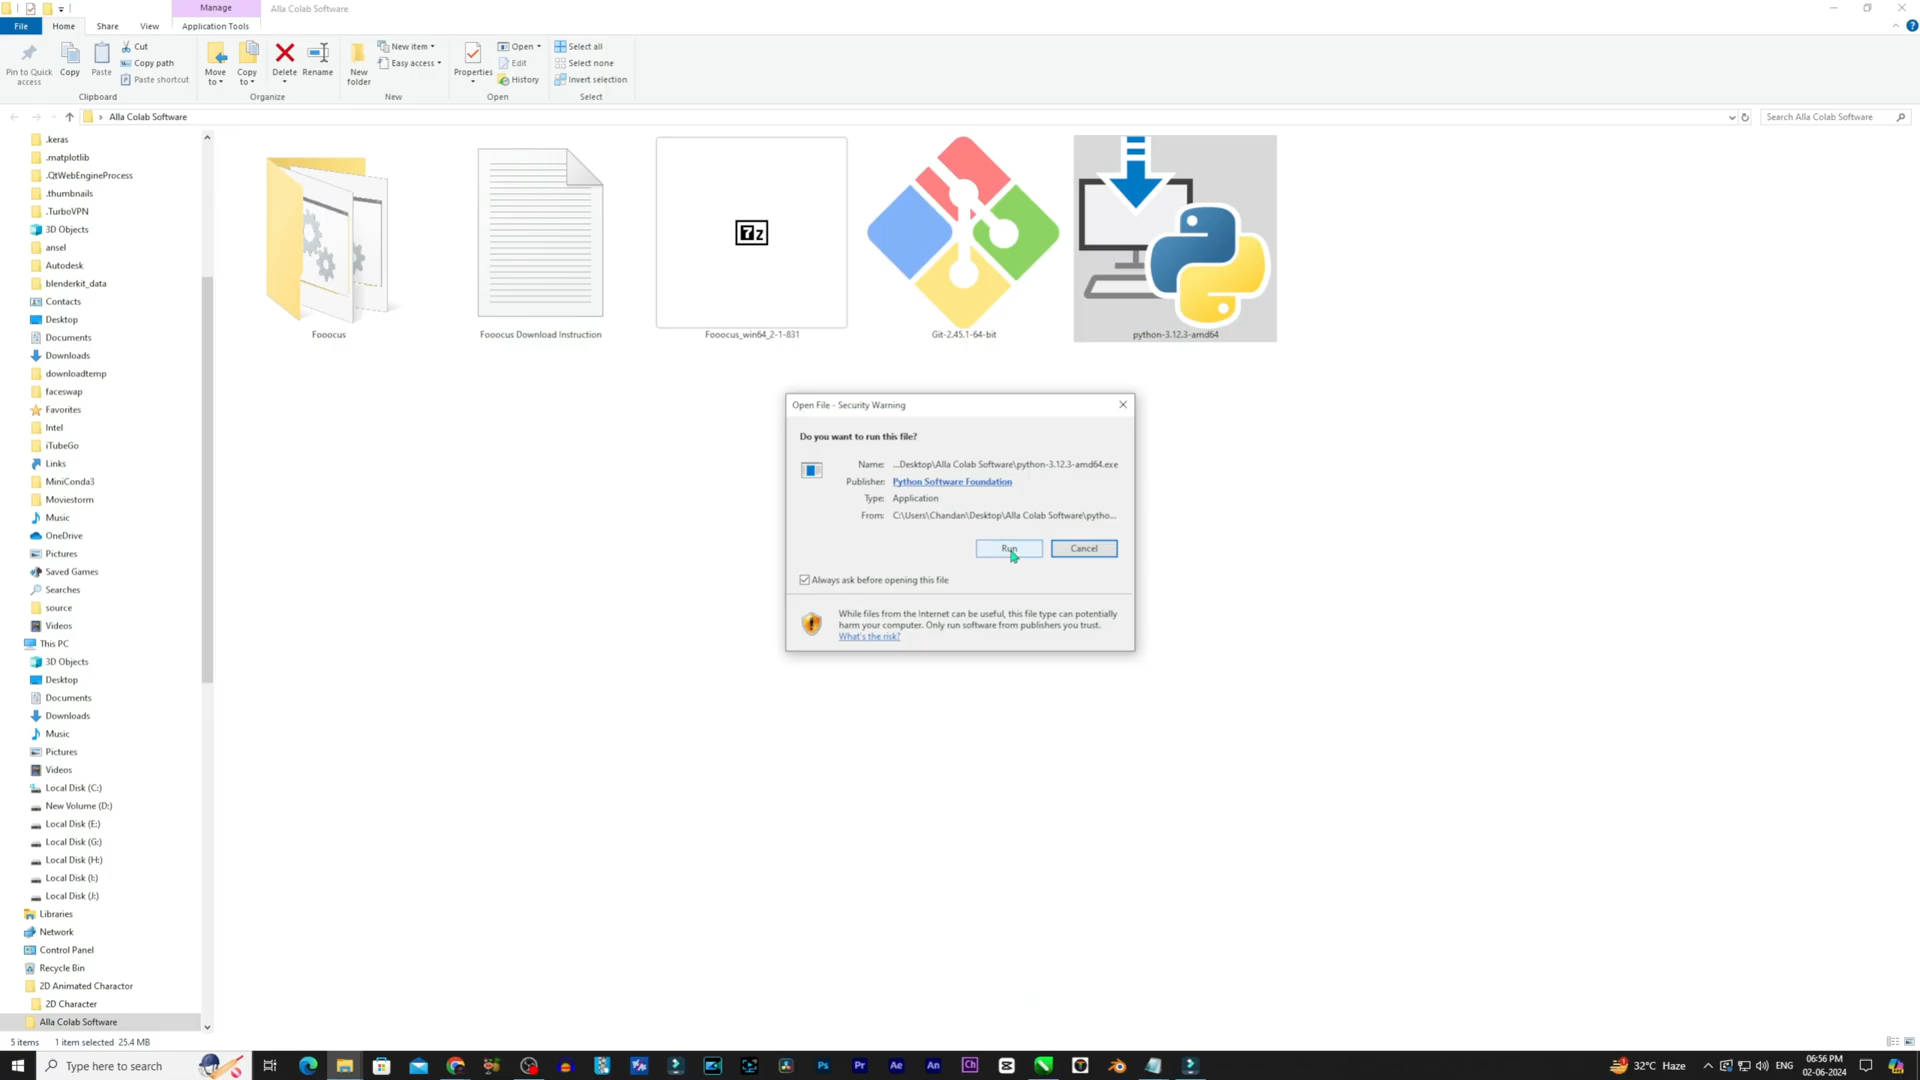 Manage
Alla Colab Software
File
Home
Share
View
Application Tools
Pin to Quick access
Copy
Paste
Cut
Copy path
Paste shortcut
Move to
Copy to
Delete
Rename
New folder
New item
Easy access
Properties
Open
Edit
History
Select all
Select none
Invert selection
Clipboard
Organize
New
Open
Select
Alla Colab Software
Search Alla Colab Software
.keras
.matplotlib
.QtWebEngineProcess
.thumbnails
.TurboVPN
3D Objects
ansel
Autodesk
blenderkit_data
Contacts
Desktop
Documents
Downloads
downloadtemp
faceswap
Favorites
Intel
iTubeGo
Links
MiniConda3
Moviestorm
Music
OneDrive
Pictures
Saved Games
Searches
source
Videos
This PC
3D Objects
Desktop
Documents
Downloads
Music
Pictures
Videos
Local Disk (C:)
New Volume (D:)
Local Disk (E:)
Local Disk (G:)
Local Disk (H:)
Local Disk (I:)
Local Disk (J:)
Libraries
Network
Control Panel
Recycle Bin
2D Animated Charactor
2D Character
Alla Colab Software
7z
Fooocus
Fooocus Download Instruction
Fooocus_win64_2-1-831
Git-2.45.1-64-bit
python-3.12.3-amd64
Open File - Security Warning
Do you want to run this file?
Name: ...Desktop\Alla Colab Software\python-3.12.3-amd64.exe
Publisher: Python Software Foundation
Type: Application
From: C:\Users\Chandan\Desktop\Alla Colab Software\pytho...
Run
Cancel
Always ask before opening this file
While files from the Internet can be useful, this file type can potentially
harm your computer. Only run software from publishers you trust.
What's the risk?
5 items
1 item selected 25.4 MB
Type here to search
Ps
Pr
Ae
An
Ch
32°C Haze
ENG
06:56 PM
02-06-2024